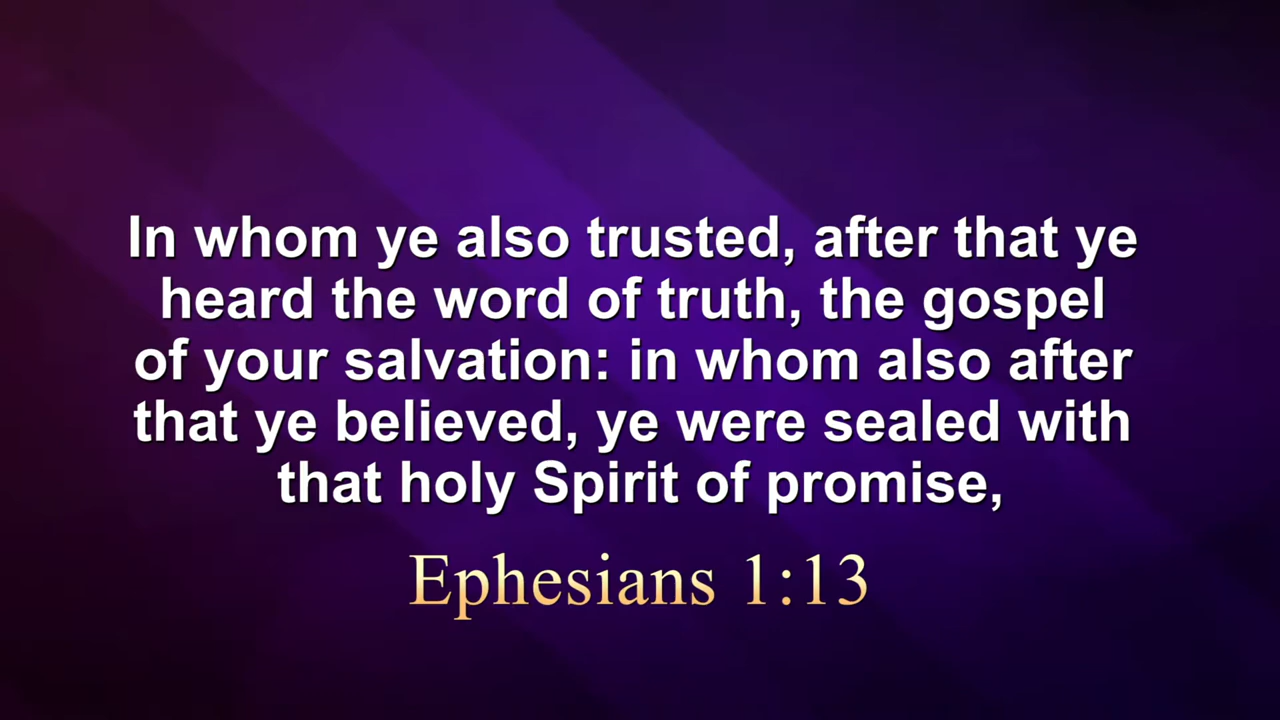 In whom ye also trusted, after that ye
heard the word of truth, the gospel
of your salvation: in whom also after
that ye believed, ye were sealed with
that holy Spirit of promise,
Ephesians 1:13